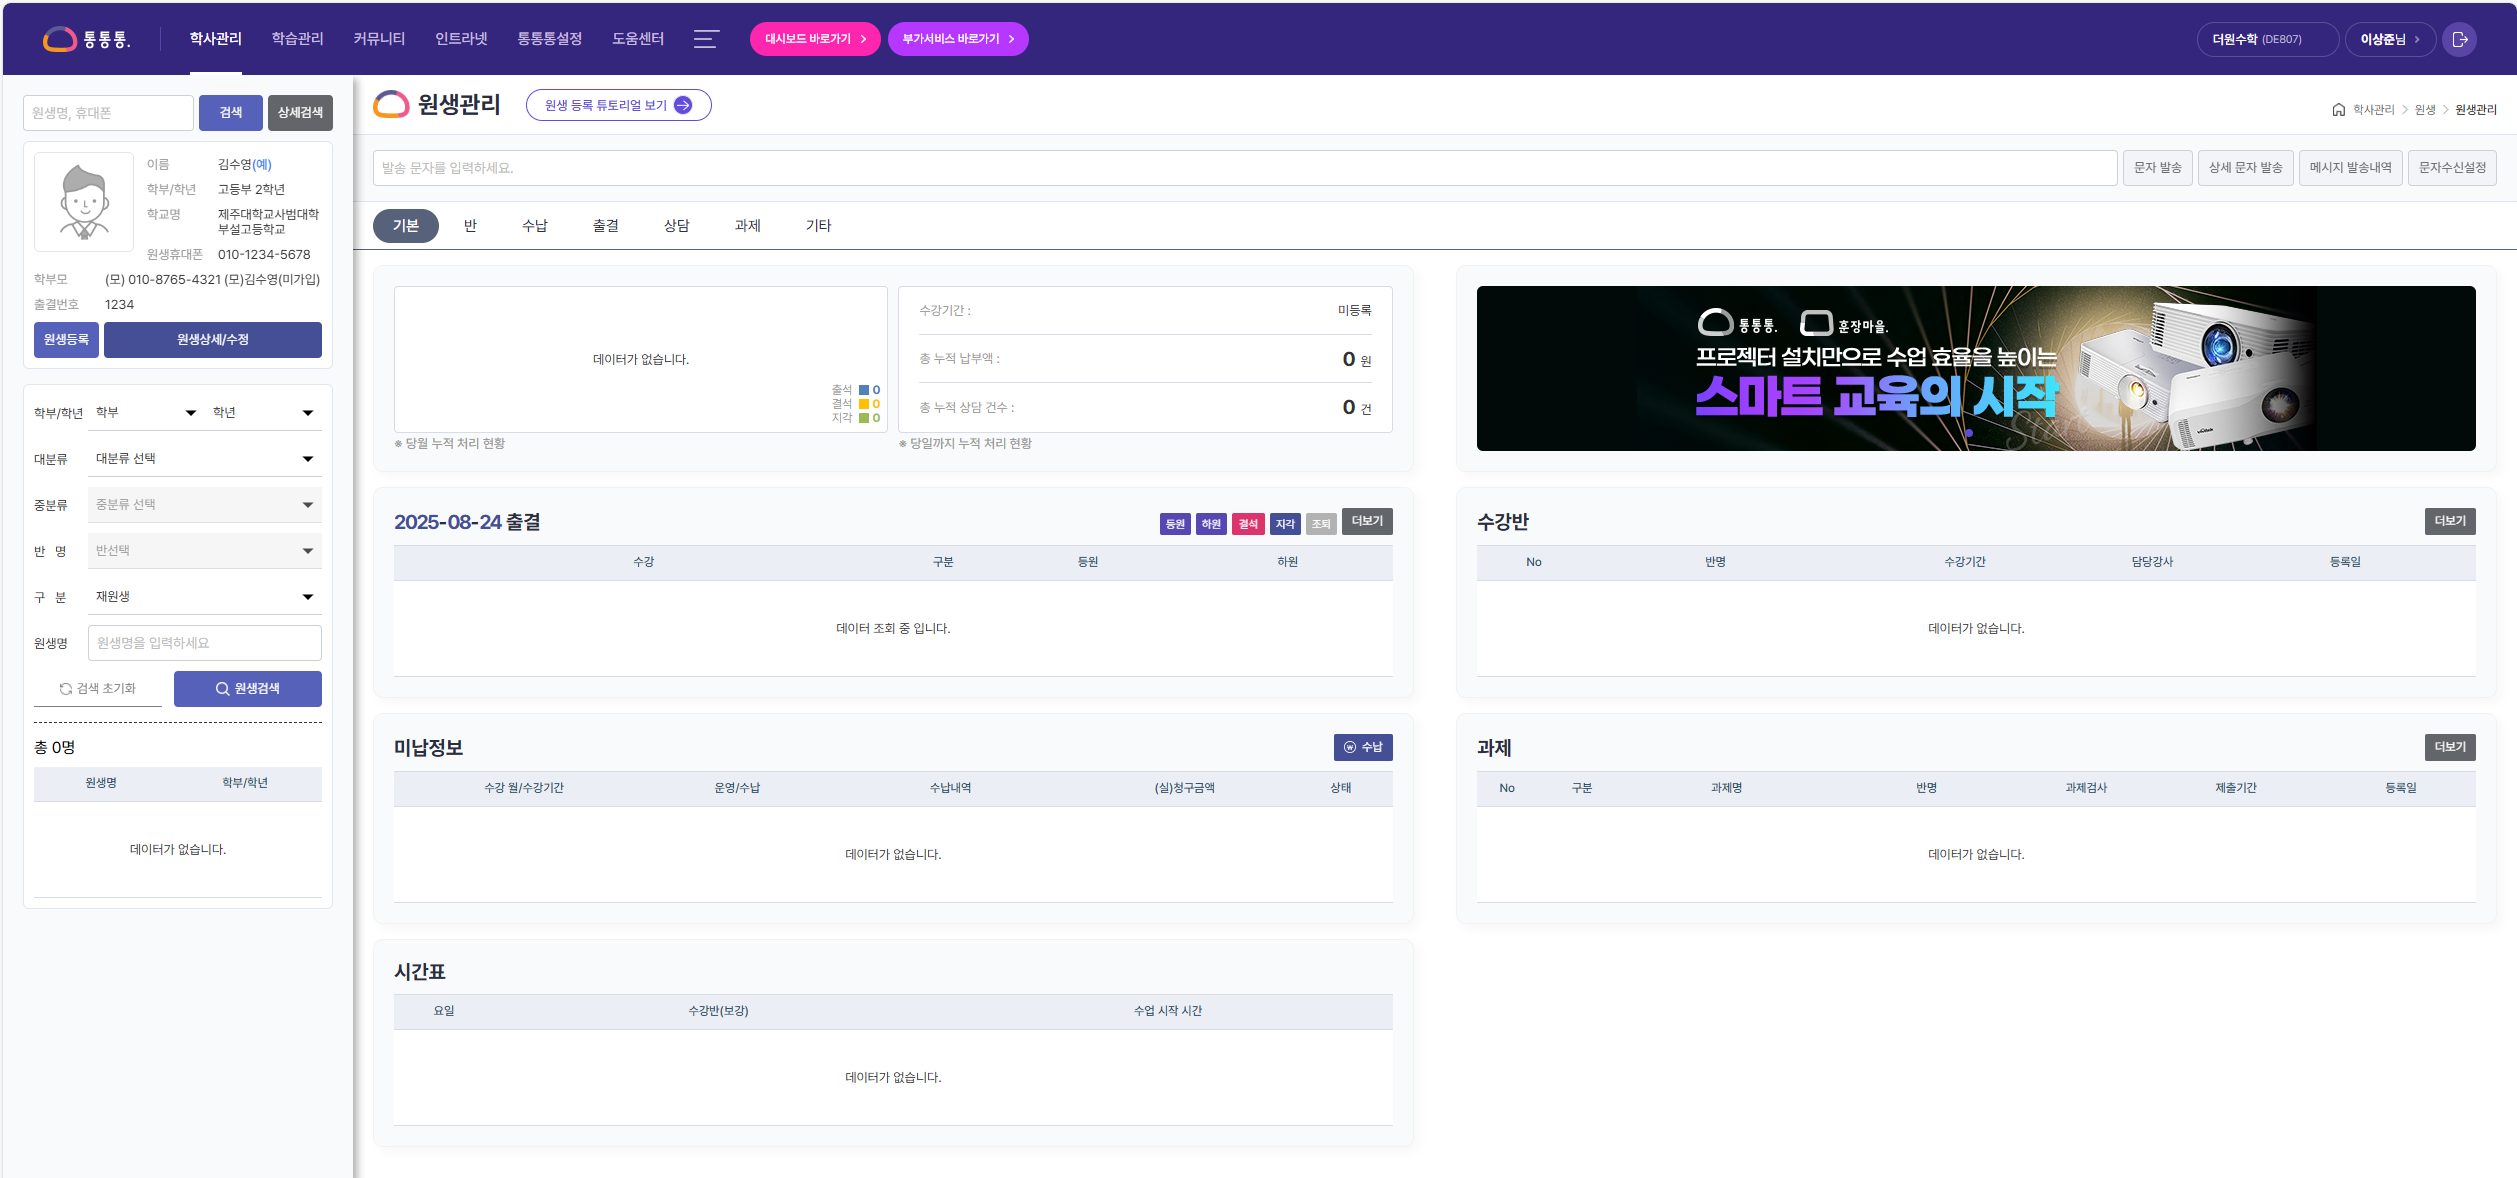 통통통. 학사관리 학습관리 커뮤니티 인트라넷 통통통설정 도움센터 대시보드 바로가기 부가서비스 바로가기 더원수학 (DE807) 이상준님
원생명, 휴대폰 검색 상세검색
이름 김수영(예)
학부/학년 고등부 2학년
학교명 제주대학교사범대학
부설고등학교
원생휴대폰 010-1234-5678
학부모 (모) 010-8765-4321 (모)김수영(미가입)
출결번호 1234
원생등록 원생상세/수정
학부/학년 학부 학년
대분류 대분류 선택
중분류 중분류 선택
반 명 반선택
구 분 재원생
원생명 원생명을 입력하세요
검색 초기화 원생검색
총 0명
원생명 학부/학년
데이터가 없습니다.
원생관리 원생 등록 튜토리얼 보기 학사관리 > 원생 > 원생관리
발송 문자를 입력하세요. 문자 발송 상세 문자 발송 메시지 발송내역 문자수신설정
기본 반 수납 출결 상담 과제 기타
데이터가 없습니다.
출석 0
결석 0
지각 0
※ 당월 누적 처리 현황
수강기간 : 미등록
총 누적 납부액 : 0 원
총 누적 상담 건수 : 0 건
※ 당일까지 누적 처리 현황
통통통. 훈장마을.
프로젝터 설치만으로 수업 효율을 높이는
스마트 교육의 시작
2025-08-24 출결 등원 하원 결석 지각 조퇴 더보기
수강 구분 등원 하원
데이터 조회 중 입니다.
수강반 더보기
No 반명 수강기간 담당강사 등록일
데이터가 없습니다.
미납정보 수납
수강 월/수강기간 운영/수납 수납내역 (실)청구금액 상태
데이터가 없습니다.
과제 더보기
No 구분 과제명 반명 과제검사 제출기간 등록일
데이터가 없습니다.
시간표
요일 수강반(보강) 수업 시작 시간
데이터가 없습니다.